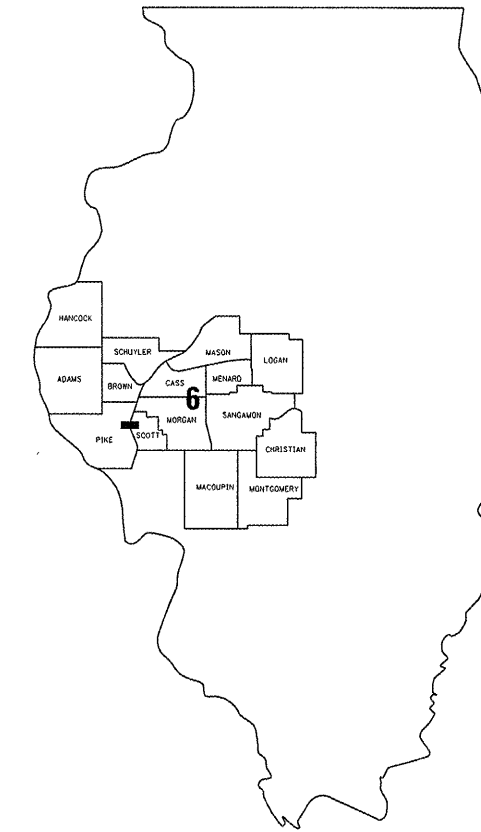 HANCOCK
SCHUYLER
MASON
LOGAN
ADAMS
BROWN
CASS
MENARD
6
SANGAMON
MORGAN
PIKE
SCOTT
CHRISTIAN
MACOUPIN
MONTGOMERY